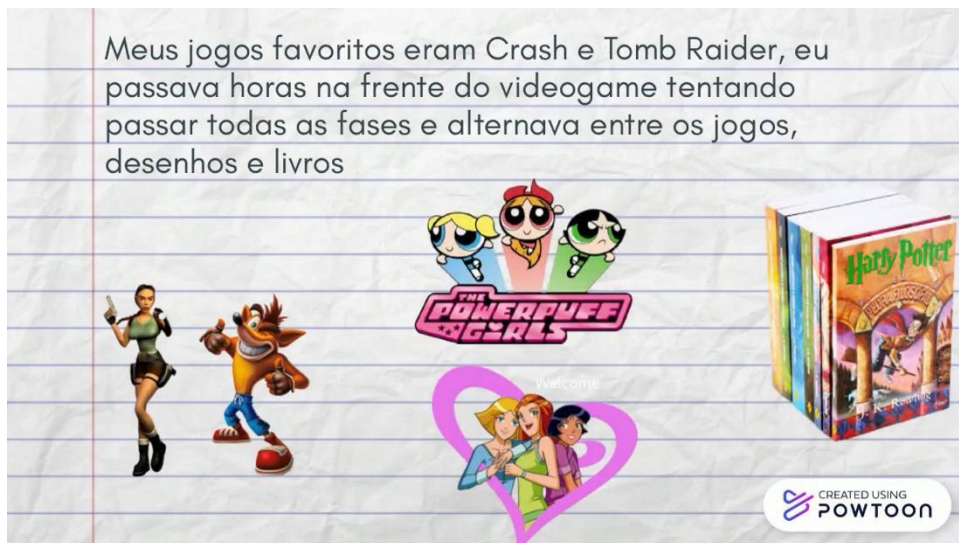 Meus jogos favoritos eram Crash e Tomb Raider, eu
passava horas na frente do videogame tentando
passar todas as fases e alternava entre os jogos,
desenhos e livros
THE
POWERPUFF
GIRLS
Harry Potter
J. K. Rowling
Welcome
CREATED USING
POWTOON